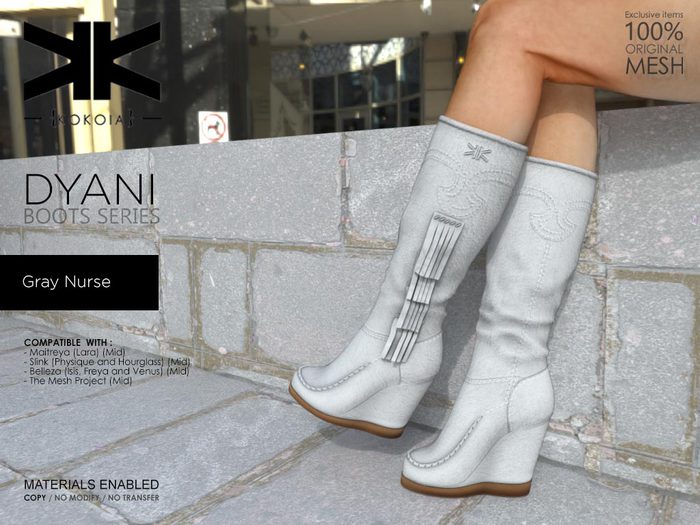 Exclusive items
100%
ORIGINAL
MESH
{KOKOIA}
DYANI
BOOTS SERIES
Gray Nurse
COMPATIBLE WITH :
- Maitreya (Lara) (Mid)
- Slink (Physique and Hourglass) (Mid)
- Belleza (Isis, Freya and Venus) (Mid)
- The Mesh Project (Mid)
MATERIALS ENABLED
COPY / NO MODIFY / NO TRANSFER